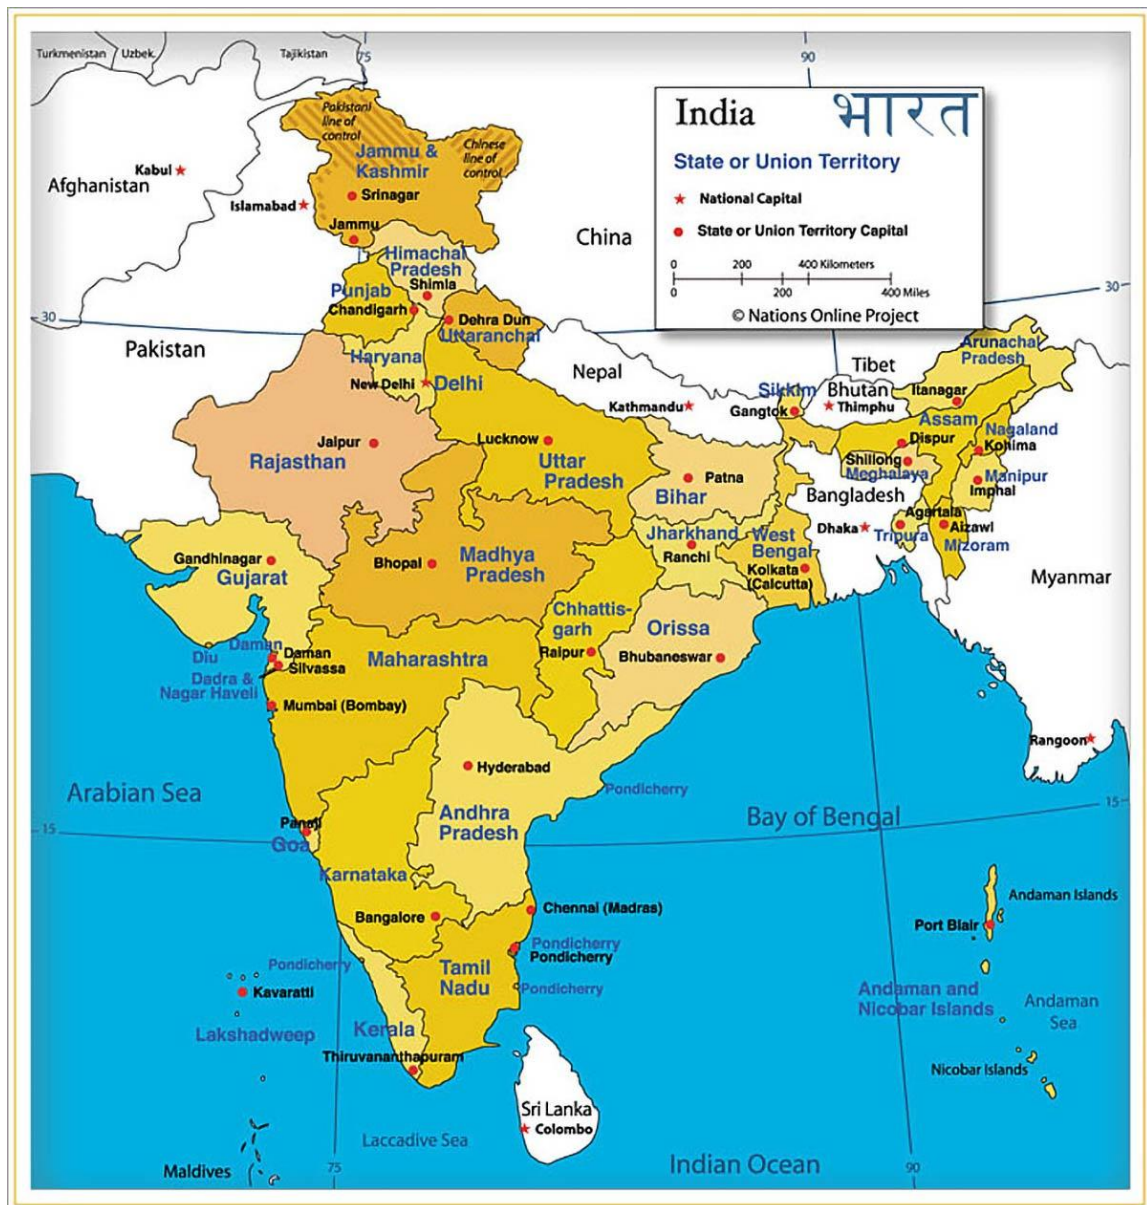 Turkmenistan
Uzbek.
Tajikistan
75
90
India
भारत
State or Union Territory
National Capital
State or Union Territory Capital
0 200 400 Kilometers
0 200 400 Miles
© Nations Online Project
Pakistani
line of
control
Chinese
line of
control
Jammu &
Kashmir
Kabul
Afghanistan
Islamabad
Srinagar
Jammu
China
Himachal
Pradesh
Shimla
Punjab
Chandigarh
Dehra Dun
Uttaranchal
30
30
Pakistan
Haryana
New Delhi
Delhi
Nepal
Kathmandu
Tibet
Bhutan
Thimphu
Sikkim
Gangtok
Arunachal
Pradesh
Itanagar
Assam
Dispur
Nagaland
Kohima
Shillong
Meghalaya
Manipur
Imphal
Jaipur
Rajasthan
Lucknow
Uttar
Pradesh
Patna
Bihar
Bangladesh
Dhaka
Agartala
Tripura
Aizawl
Mizoram
Jharkhand
Ranchi
West
Bengal
Kolkata
(Calcutta)
Myanmar
Gandhinagar
Gujarat
Bhopal
Madhya
Pradesh
Chhattis-
garh
Raipur
Orissa
Bhubaneswar
Daman
Diu
Daman
Silvassa
Dadra &
Nagar Haveli
Maharashtra
Mumbai (Bombay)
Rangoon
Hyderabad
Andhra
Pradesh
Pondicherry
Arabian Sea
Bay of Bengal
15
15
Panaji
Goa
Karnataka
Bangalore
Chennai (Madras)
Pondicherry
Pondicherry
Pondicherry
Pondicherry
Tamil
Nadu
Kavaratti
Lakshadweep
Kerala
Thiruvananthapuram
Andaman Islands
Port Blair
Andaman and
Nicobar Islands
Andaman
Sea
Nicobar Islands
Sri Lanka
Colombo
Laccadive Sea
Maldives
Indian Ocean
75
90